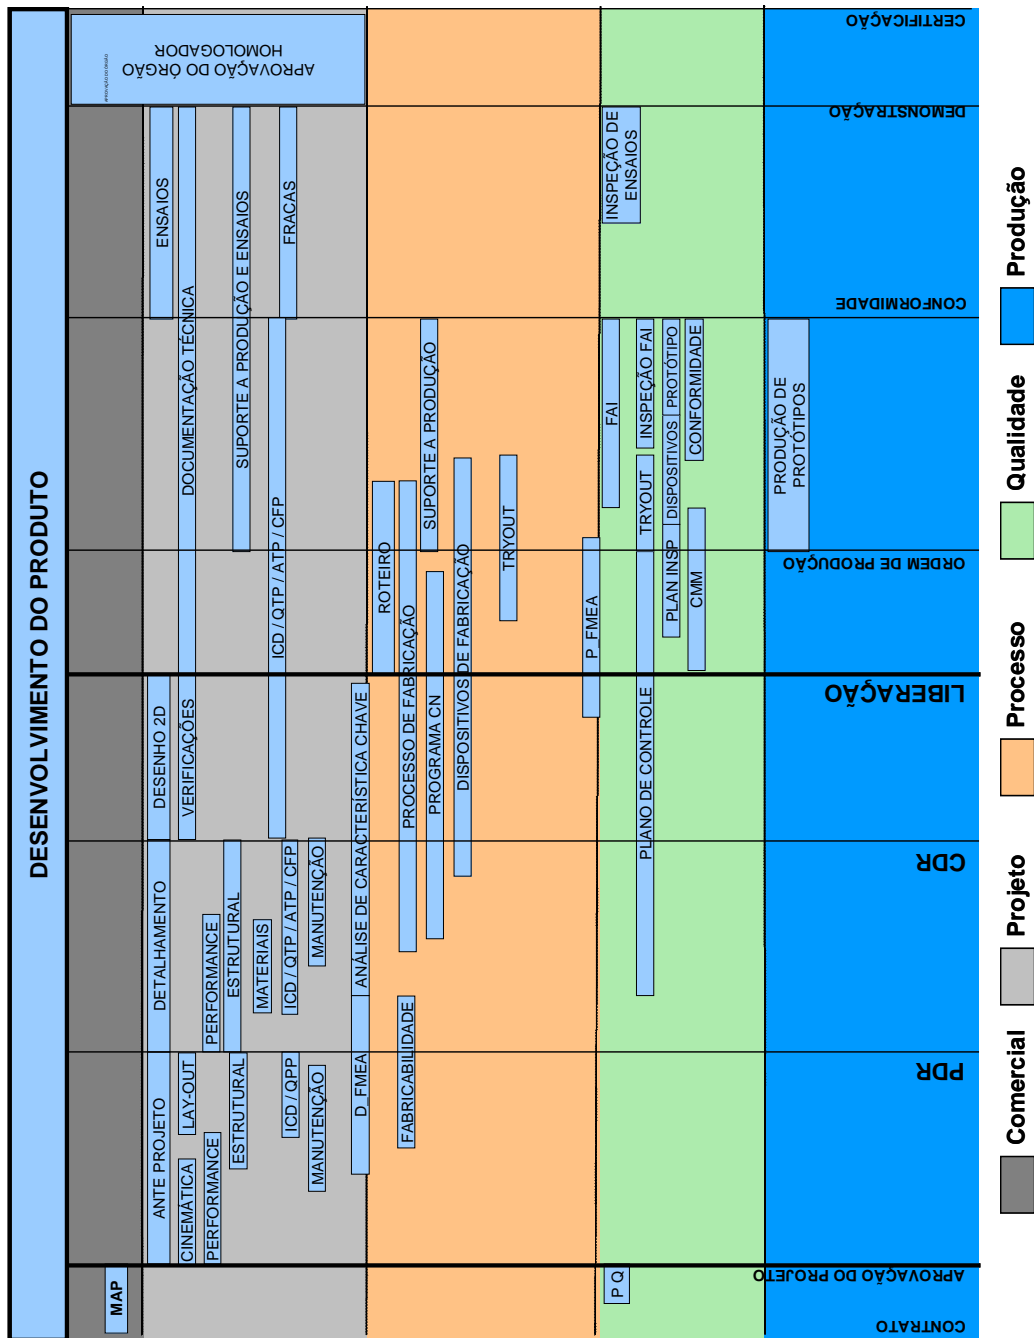 DESENVOLVIMENTO DO PRODUTO
MAP
ANTE PROJETO
DETALHAMENTO
DESENHO 2D
ENSAIOS
APROVAÇÃO DO ÓRGÃO
HOMOLOGADOR
APROVAÇÃO DO ÓRGÃO
CINEMÀTICA
LAY-OUT
VERIFICAÇÕES
DOCUMENTAÇÃO TÉCNICA
PERFORMANCE
PERFORMANCE
ESTRUTURAL
ESTRUTURAL
SUPORTE A PRODUÇÃO E ENSAIOS
MATERIAIS
ICD / QPP
ICD / QTP / ATP / CFP
ICD / QTP / ATP / CFP
FRACAS
MANUTENÇÃO
MANUTENÇÃO
D_FMEA
ANÁLISE DE CARACTERÍSTICA CHAVE
ROTEIRO
FABRICABILIDADE
PROCESSO DE FABRICAÇÃO
SUPORTE A PRODUÇÃO
PROGRAMA CN
DISPOSITIVOS DE FABRICAÇÃO
TRYOUT
P_FMEA
P Q
FAI
INSPEÇÃO DE
ENSAIOS
PLANO DE CONTROLE
TRYOUT
INSPEÇÃO FAI
PLAN INSP
DISPOSITIVOS
PROTÓTIPO
CMM
CONFORMIDADE
PRODUÇÃO DE
PROTÓTIPOS
CONTRATO
APROVAÇÃO DO PROJETO
PDR
CDR
LIBERAÇÃO
ORDEM DE PRODUÇÃO
CONFORMIDADE
DEMONSTRAÇÃO
CERTIFICAÇÃO
Comercial
Projeto
Processo
Qualidade
Produção